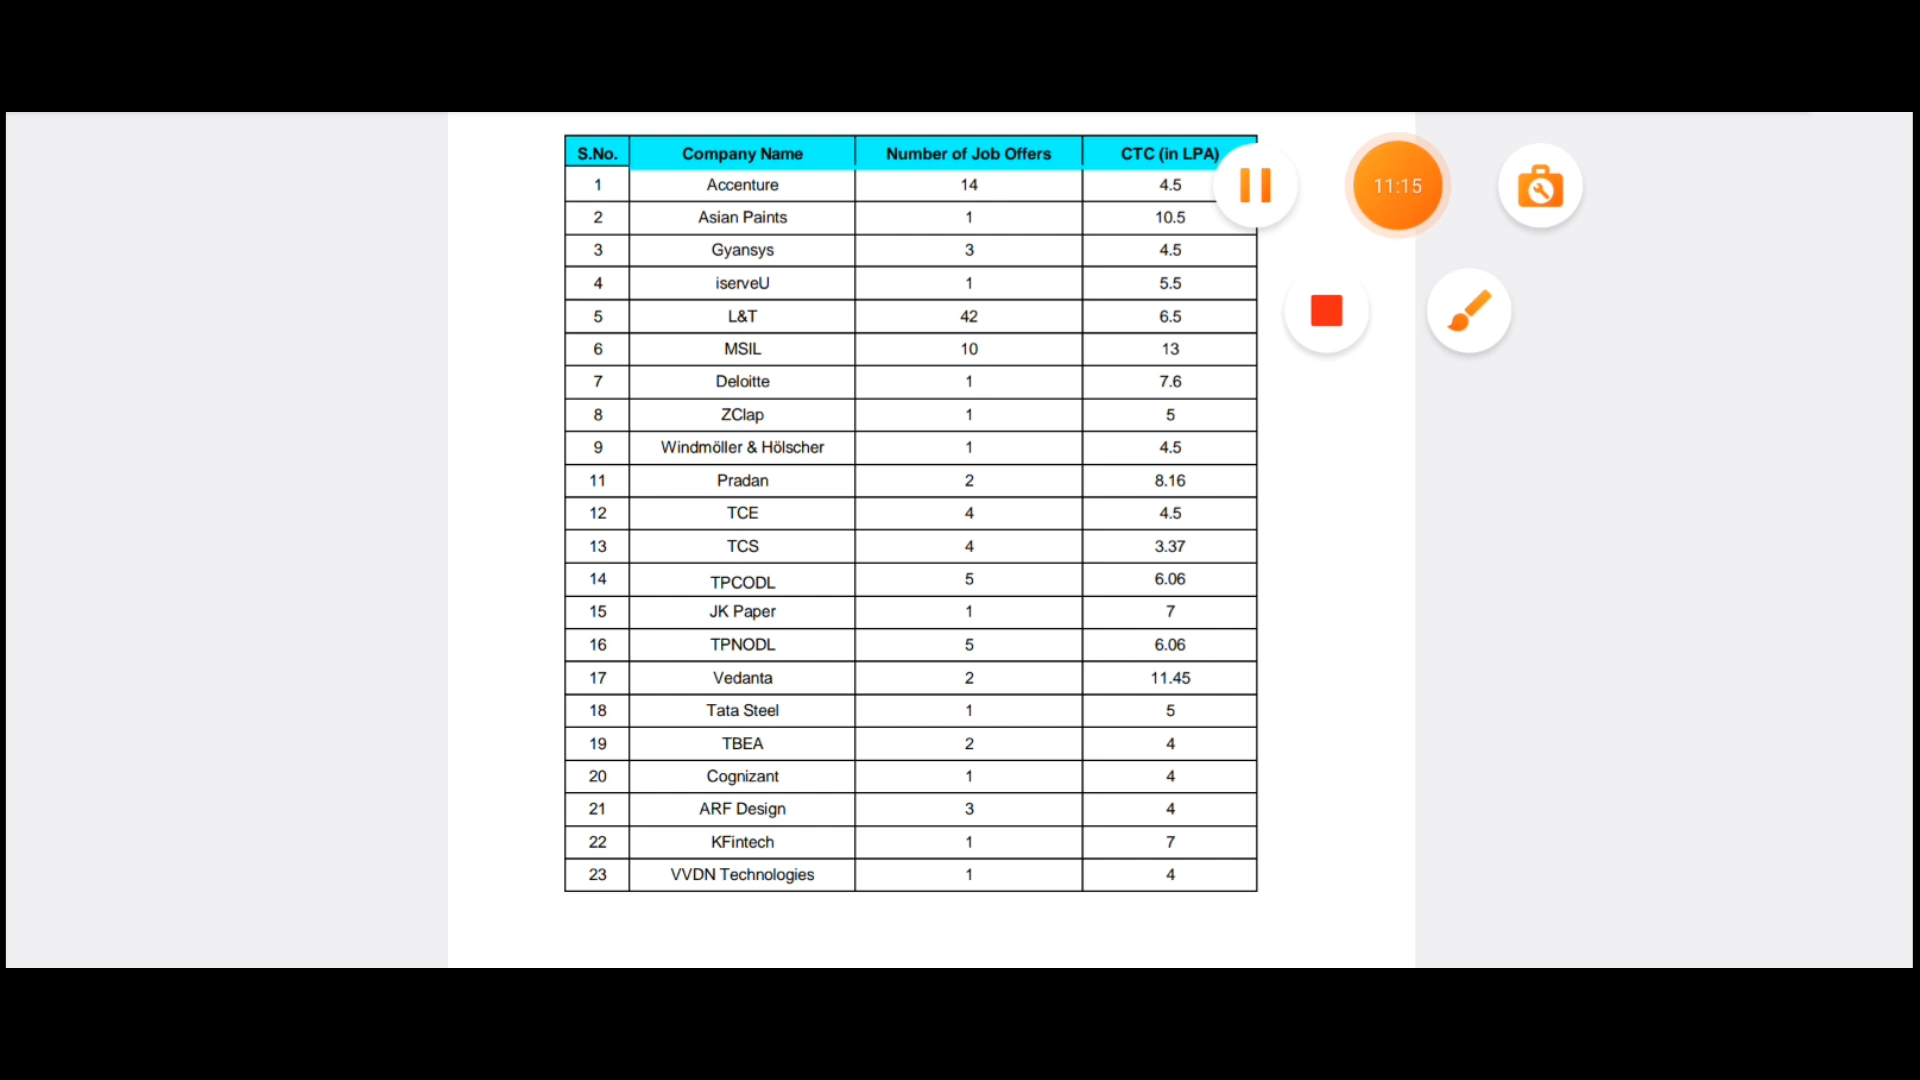 S.No. Company Name Number of Job Offers CTC (in LPA)
1 Accenture 14 4.5
2 Asian Paints 1 10.5
3 Gyansys 3 4.5
4 iserveU 1 5.5
5 L&T 42 6.5
6 MSIL 10 13
7 Deloitte 1 7.6
8 ZClap 1 5
9 Windmöller & Hölscher 1 4.5
11 Pradan 2 8.16
12 TCE 4 4.5
13 TCS 4 3.37
14 TPCODL 5 6.06
15 JK Paper 1 7
16 TPNODL 5 6.06
17 Vedanta 2 11.45
18 Tata Steel 1 5
19 TBEA 2 4
20 Cognizant 1 4
21 ARF Design 3 4
22 KFintech 1 7
23 VVDN Technologies 1 4
11:15